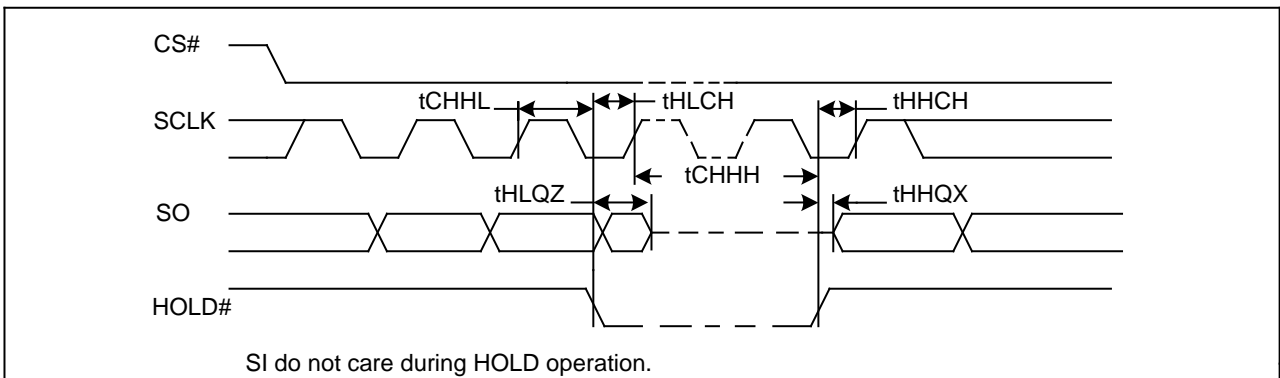 CS#
tCHHL
tHLCH
tHHCH
SCLK
tCHHH
tHLQZ
tHHQX
SO
HOLD#
SI do not care during HOLD operation.